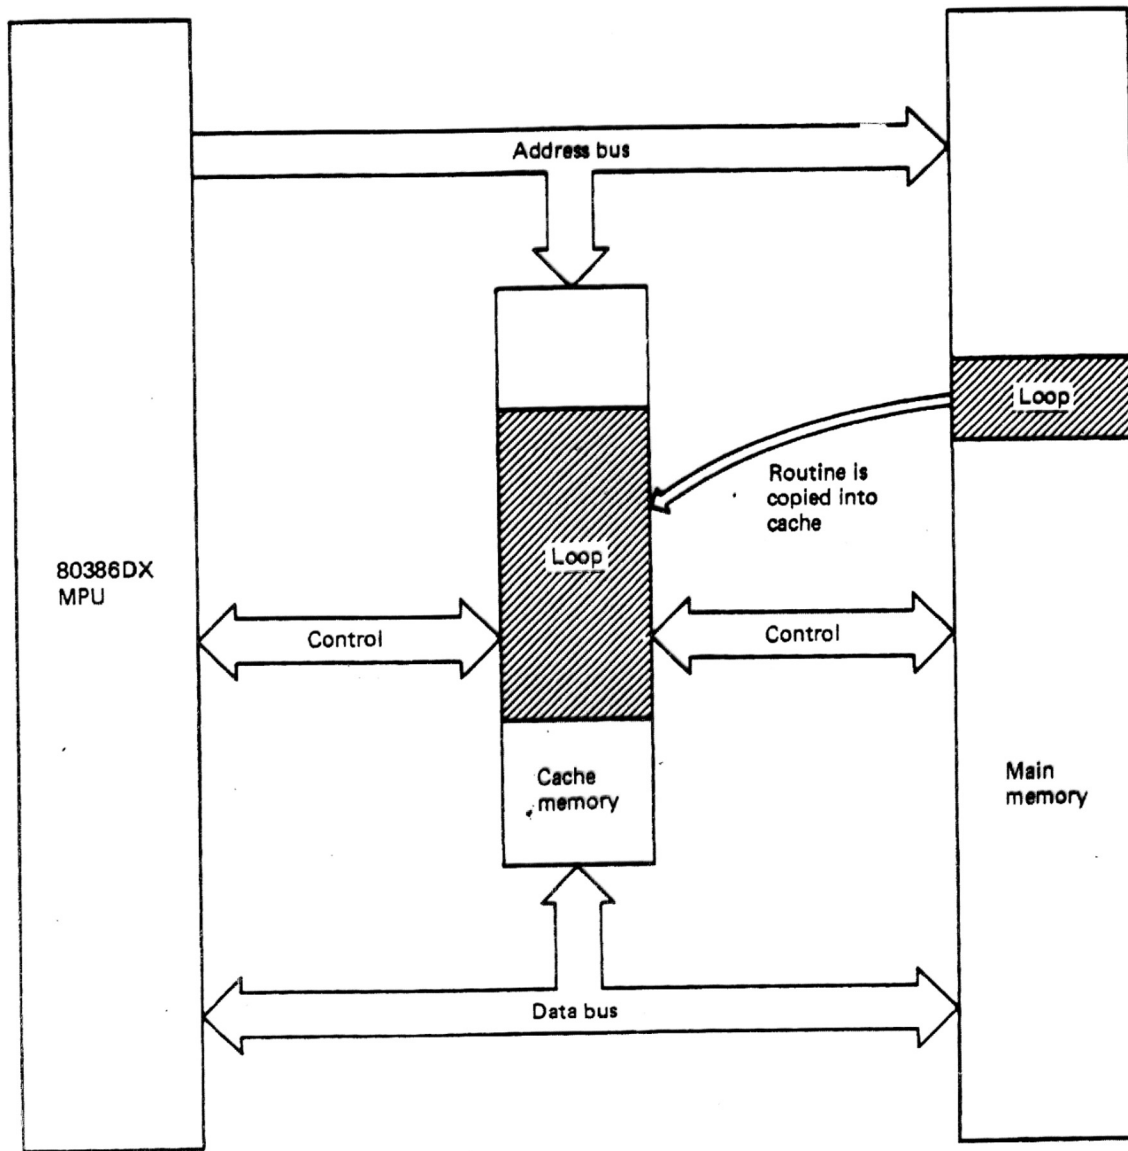 Address bus
Loop
Routine is
copied into
cache
Loop
80386DX
MPU
Control
Control
Cache
memory
Main
memory
Data bus